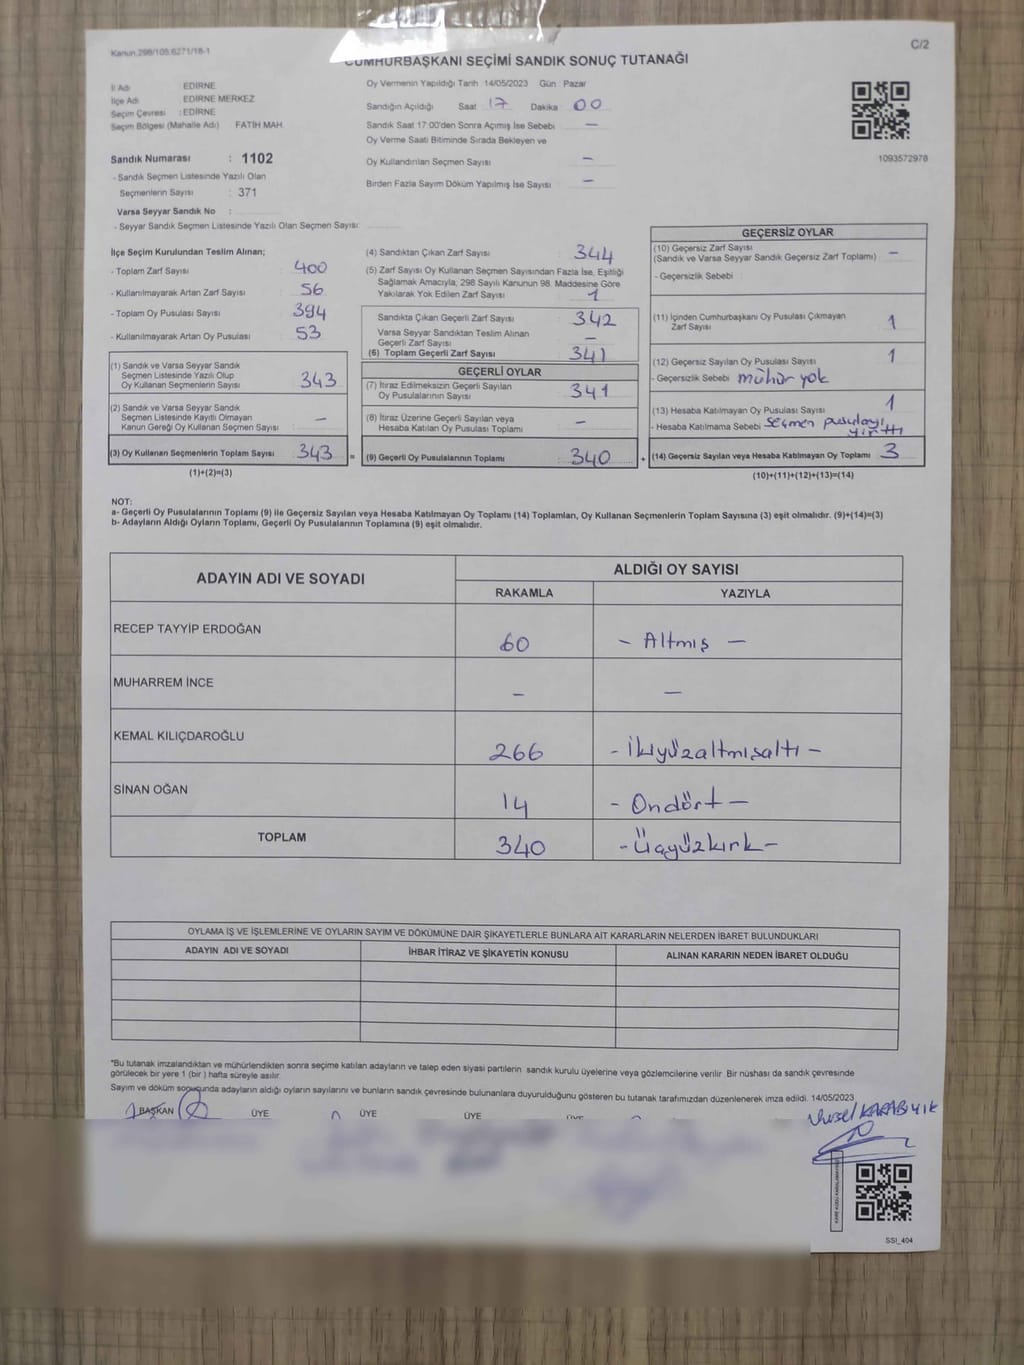 Kanun.298/105.6271/18-1
C/2
CUMHURBAŞKANI SEÇİMİ SANDIK SONUÇ TUTANAĞI
İl Adı EDİRNE
İlçe Adı EDİRNE MERKEZ
Seçim Çevresi : EDİRNE
Seçim Bölgesi (Mahalle Adı) FATİH MAH.
Sandık Numarası : 1102
- Sandık Seçmen Listesinde Yazılı Olan
Seçmenlerin Sayısı : 371
Varsa Seyyar Sandık No :
- Seyyar Sandık Seçmen Listesinde Yazılı Olan Seçmen Sayısı:
Oy Vermenin Yapıldığı Tarih 14/05/2023 Gün : Pazar
Sandığın Açıldığı Saat 17 Dakika 00
Sandık Saat 17:00'den Sonra Açımış İse Sebebi —
Oy Verme Saati Bitiminde Sırada Bekleyen ve
Oy Kullandırılan Seçmen Sayısı —
Birden Fazla Sayım Döküm Yapılmış İse Sayısı —
1093572978
İlçe Seçim Kurulundan Teslim Alınan;
- Toplam Zarf Sayısı : 400
- Kullanılmayarak Artan Zarf Sayısı : 56
- Toplam Oy Pusulası Sayısı : 394
- Kullanılmayarak Artan Oy Pusulası : 53
(1) Sandık ve Varsa Seyyar Sandık
Seçmen Listesinde Yazılı Olup
Oy Kullanan Seçmenlerin Sayısı : 343
(2) Sandık ve Varsa Seyyar Sandık
Seçmen Listesinde Kayıtlı Olmayan
Kanun Gereği Oy Kullanan Seçmen Sayısı : —
(3) Oy Kullanan Seçmenlerin Toplam Sayısı : 343 =
(1)+(2)=(3)
(4) Sandıktan Çıkan Zarf Sayısı : 344
(5) Zarf Sayısı Oy Kullanan Seçmen Sayısından Fazla İse, Eşitliği
Sağlamak Amacıyla; 298 Sayılı Kanunun 98. Maddesine Göre
Yakılarak Yok Edilen Zarf Sayısı : 1
Sandıkta Çıkan Geçerli Zarf Sayısı : 342
Varsa Seyyar Sandıktan Teslim Alınan
Geçerli Zarf Sayısı : —
(6) Toplam Geçerli Zarf Sayısı : 341
GEÇERLİ OYLAR
(7) İtiraz Edilmeksizin Geçerli Sayılan
Oy Pusulalarının Sayısı : 341
(8) İtiraz Üzerine Geçerli Sayılan veya
Hesaba Katılan Oy Pusulası Toplamı : —
(9) Geçerli Oy Pusulalarının Toplamı : 340 +
GEÇERSİZ OYLAR
(10) Geçersiz Zarf Sayısı
(Sandık ve Varsa Seyyar Sandık Geçersiz Zarf Toplamı) —
- Geçersizlik Sebebi :
(11) İçinden Cumhurbaşkanı Oy Pusulası Çıkmayan
Zarf Sayısı 1
(12) Geçersiz Sayılan Oy Pusulası Sayısı 1
- Geçersizlik Sebebi mühür yok
(13) Hesaba Katılmayan Oy Pusulası Sayısı 1
- Hesaba Katılmama Sebebi seçmen pusulayı
yırttı
(14) Geçersiz Sayılan veya Hesaba Katılmayan Oy Toplamı 3
(10)+(11)+(12)+(13)=(14)
NOT:
a- Geçerli Oy Pusulasının Toplamı (9) ile Geçersiz Sayılan veya Hesaba Katılmayan Oy Toplamı (14) Toplamları, Oy Kullanan Seçmenlerin Toplam Sayısına (3) eşit olmalıdır. (9)+(14)=(3)
b- Adayların Aldığı Oyların Toplamı, Geçerli Oy Pusulalarının Toplamına (9) eşit olmalıdır.
ADAYIN ADI VE SOYADI ALDIĞI OY SAYISI
RAKAMLA YAZIYLA
RECEP TAYYİP ERDOĞAN 60 - Altmış -
MUHARREM İNCE - —
KEMAL KILIÇDAROĞLU 266 - İkiyüzaltmışaltı -
SİNAN OĞAN 14 - Ondört -
TOPLAM 340 - Üçyüzkırk -
OYLAMA İŞ VE İŞLEMLERİNE VE OYLARIN SAYIM VE DÖKÜMÜNE DAİR ŞİKAYETLERLE BUNLARA AİT KARARLARIN NELERDEN İBARET BULUNDUKLARI
ADAYIN ADI VE SOYADI İHBAR İTİRAZ VE ŞİKAYETİN KONUSU ALINAN KARARIN NEDEN İBARET OLDUĞU
*Bu tutanak imzalandıktan ve mühürlendikten sonra seçime katılan adayların ve talep eden siyasi partilerin sandık kurulu üyelerine veya gözlemcilerine verilir .Bir nüshası da sandık çevresinde
görülecek bir yere 1 (bir ) hafta süreyle asılır.
Sayım ve döküm sonucunda adayların aldığı oyların sayılarını ve bunların sandık çevresinde bulunanlara duyurulduğunu gösteren bu tutanak tarafımızdan düzenlenerek imza edildi. 14/05/2023
BAŞKAN ÜYE ÜYE ÜYE
KARABIYIK
SSI_404